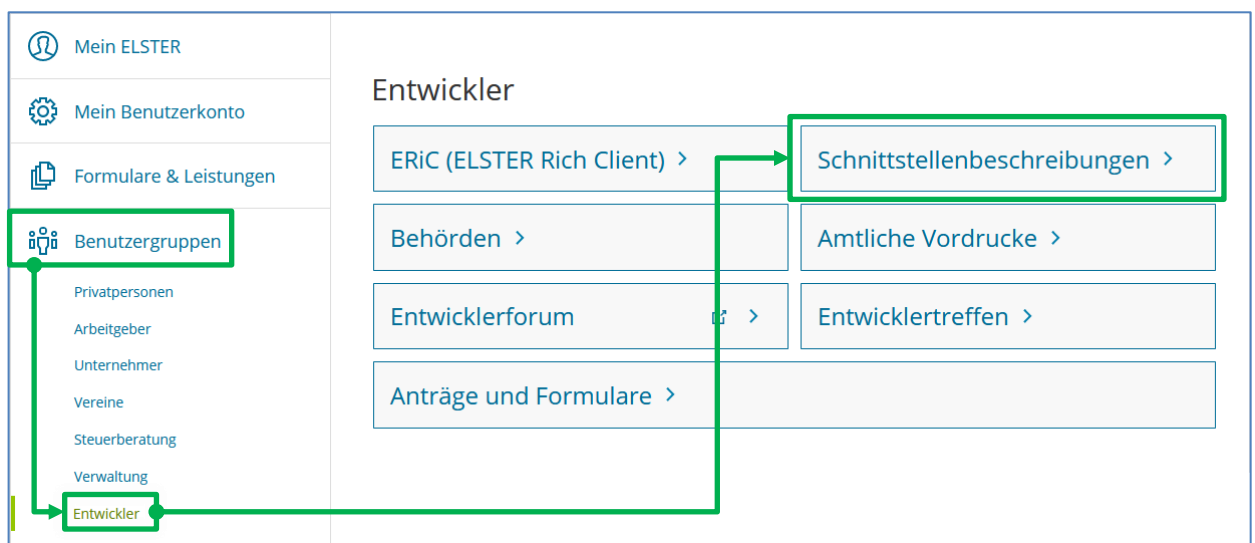 Mein ELSTER
Mein Benutzerkonto
Formulare & Leistungen
Benutzergruppen
Privatpersonen
Arbeitgeber
Unternehmer
Vereine
Steuerberatung
Verwaltung
Entwickler
Entwickler
ERiC (ELSTER Rich Client)
Schnittstellenbeschreibungen
Behörden
Amtliche Vordrucke
Entwicklerforum
Entwicklertreffen
Anträge und Formulare